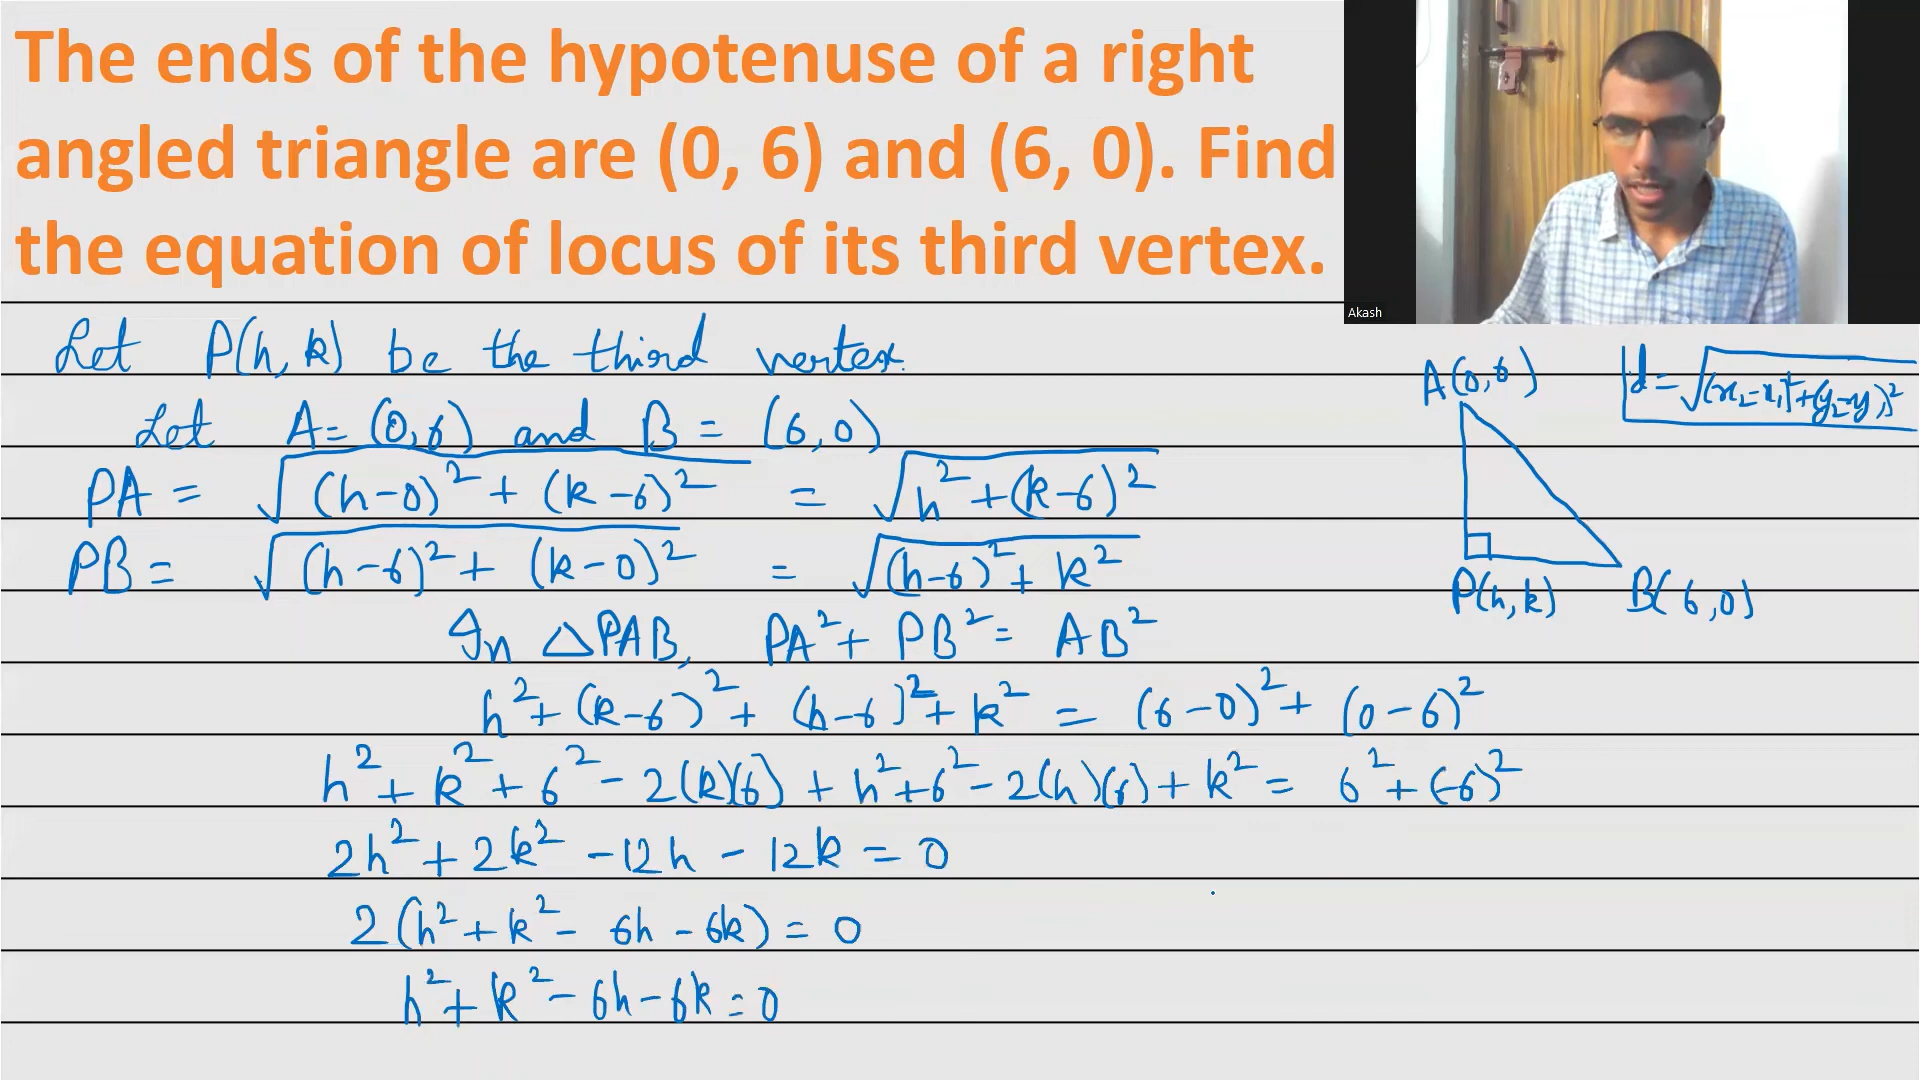 The ends of the hypotenuse of a right
angled triangle are (0, 6) and (6, 0). Find
the equation of locus of its third vertex.
Akash
Let P(h, k) be the third vertex.
A(0,6)
d = √(x₂-x₁)²+(y₂-y₁)²
Let A = (0,6) and B = (6,0)
PA = √(h-0)² + (k-6)² = √h²+(k-6)²
PB = √(h-6)² + (k-0)² = √(h-6)² + k²
P(h,k) B(6,0)
In △PAB, PA² + PB² = AB²
h² + (k-6)² + (h-6)² + k² = (6-0)² + (0-6)²
h² + k² + 6² - 2(k)(6) + h² + 6² - 2(h)(6) + k² = 6² + (-6)²
2h² + 2k² - 12h - 12k = 0
2(h² + k² - 6h - 6k) = 0
h² + k² - 6h - 6k = 0